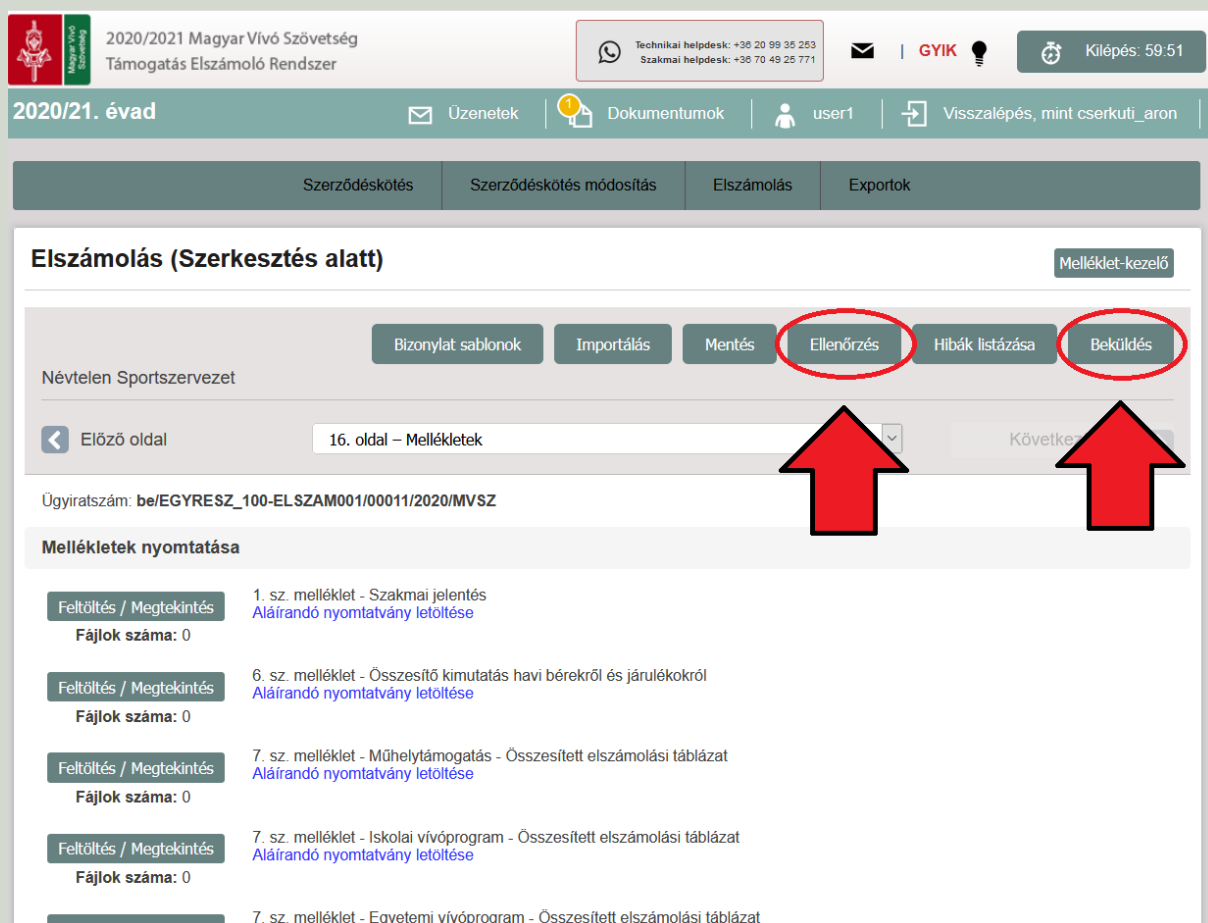 Magyar Vívó
Szövetség
2020/2021 Magyar Vívó Szövetség
Támogatás Elszámoló Rendszer
Technikai helpdesk: +36 20 99 35 253
Szakmai helpdesk: +36 70 49 25 771
| GYIK
Kilépés: 59:51
2020/21. évad
Üzenetek
1
Dokumentumok
user1
Visszalépés, mint cserkuti_aron
Szerződéskötés
Szerződéskötés módosítás
Elszámolás
Exportok
Elszámolás (Szerkesztés alatt)
Melléklet-kezelő
Bizonylat sablonok
Importálás
Mentés
Ellenőrzés
Hibák listázása
Beküldés
Névtelen Sportszervezet
Előző oldal
16. oldal – Mellékletek
Követke
Ügyiratszám: be/EGYRESZ_100-ELSZAM001/00011/2020/MVSZ
Mellékletek nyomtatása
Feltöltés / Megtekintés
Fájlok száma: 0
1. sz. melléklet - Szakmai jelentés
Aláírandó nyomtatvány letöltése
Feltöltés / Megtekintés
Fájlok száma: 0
6. sz. melléklet - Összesítő kimutatás havi bérekről és járulékokról
Aláírandó nyomtatvány letöltése
Feltöltés / Megtekintés
Fájlok száma: 0
7. sz. melléklet - Műhelytámogatás - Összesített elszámolási táblázat
Aláírandó nyomtatvány letöltése
Feltöltés / Megtekintés
Fájlok száma: 0
7. sz. melléklet - Iskolai vívóprogram - Összesített elszámolási táblázat
Aláírandó nyomtatvány letöltése
7. sz. melléklet - Egyetemi vívóprogram - Összesített elszámolási táblázat